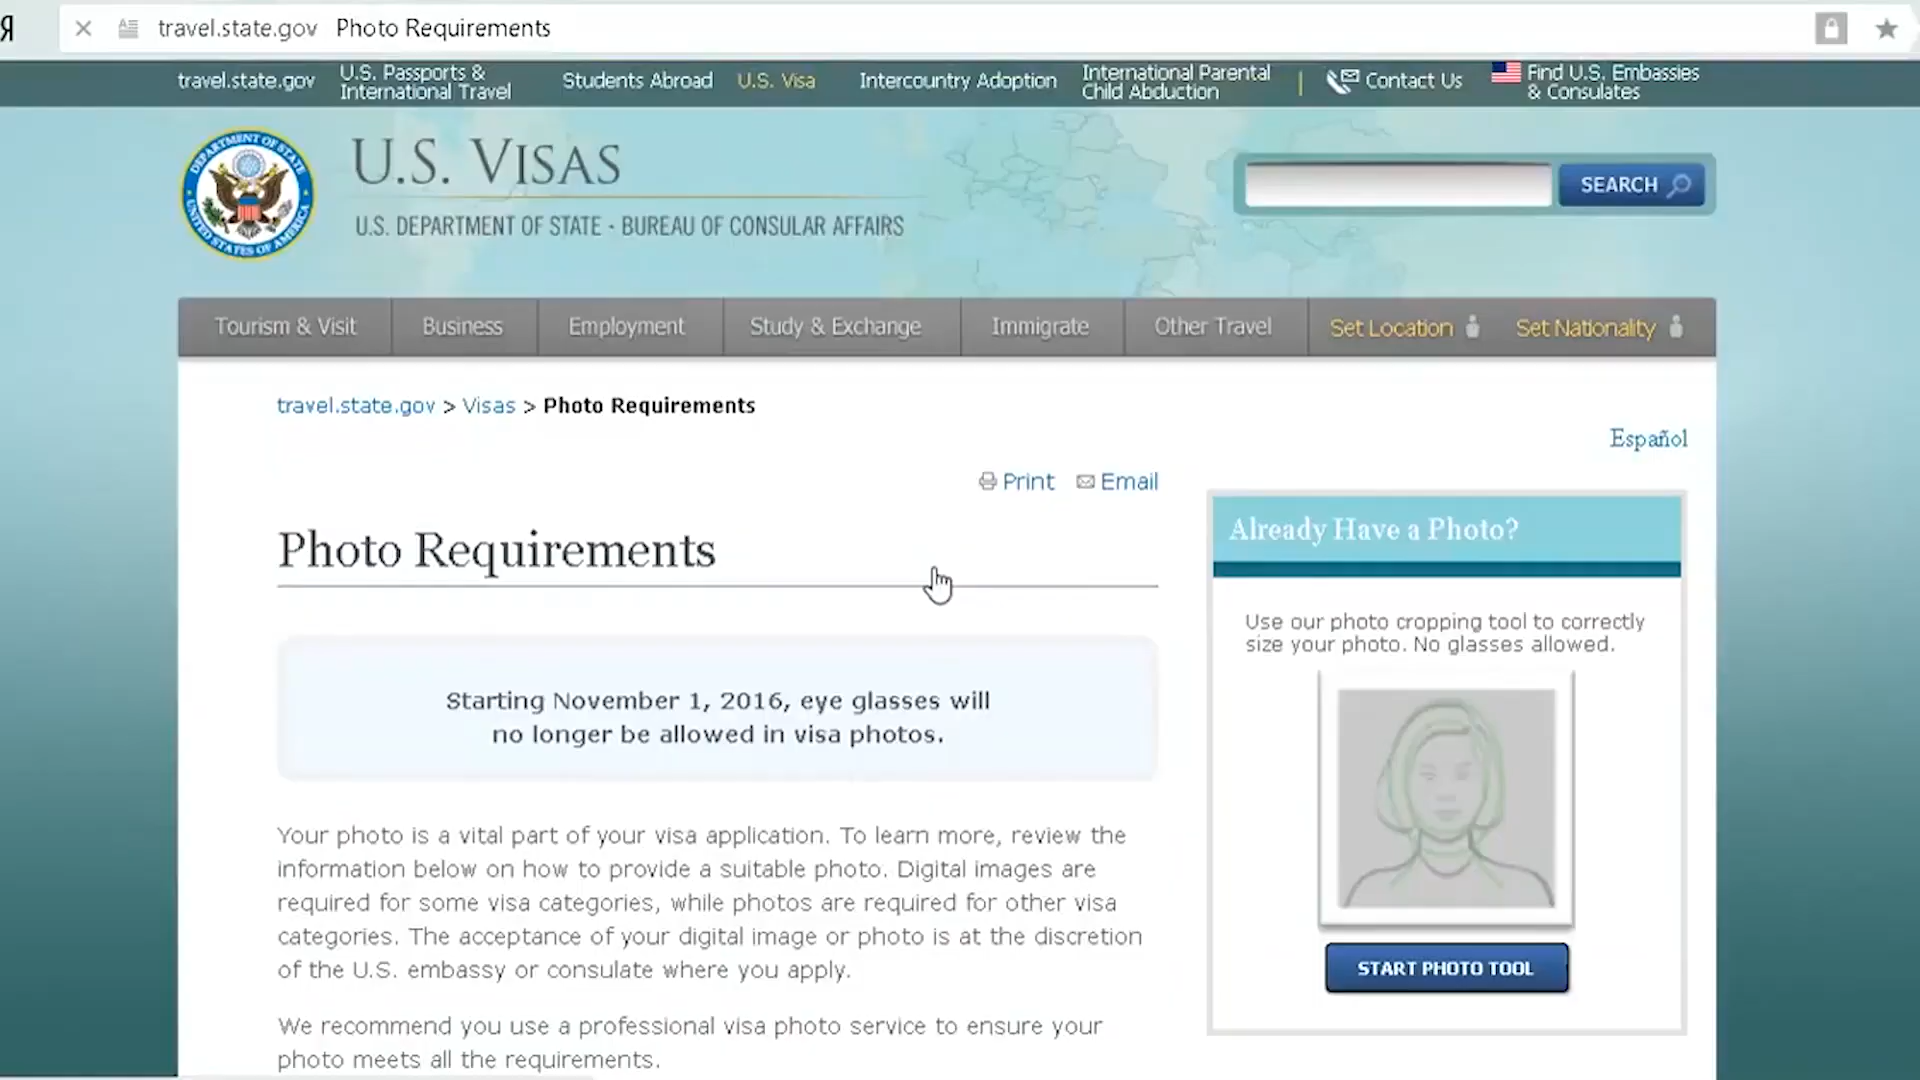 Я
travel.state.gov Photo Requirements
travel.state.gov
U.S. Passports &
International Travel
Students Abroad
U.S. Visa
Intercountry Adoption
International Parental
Child Abduction
Contact Us
Find U.S. Embassies
& Consulates
DEPARTMENT OF STATE
UNITED STATES OF AMERICA
U.S. VISAS
U.S. DEPARTMENT OF STATE - BUREAU OF CONSULAR AFFAIRS
SEARCH
Tourism & Visit
Business
Employment
Study & Exchange
Immigrate
Other Travel
Set Location
Set Nationality
travel.state.gov > Visas > Photo Requirements
Español
Print
Email
Photo Requirements
Starting November 1, 2016, eye glasses will
no longer be allowed in visa photos.
Your photo is a vital part of your visa application. To learn more, review the
information below on how to provide a suitable photo. Digital images are
required for some visa categories, while photos are required for other visa
categories. The acceptance of your digital image or photo is at the discretion
of the U.S. embassy or consulate where you apply.
We recommend you use a professional visa photo service to ensure your
photo meets all the requirements.
Already Have a Photo?
Use our photo cropping tool to correctly
size your photo. No glasses allowed.
START PHOTO TOOL